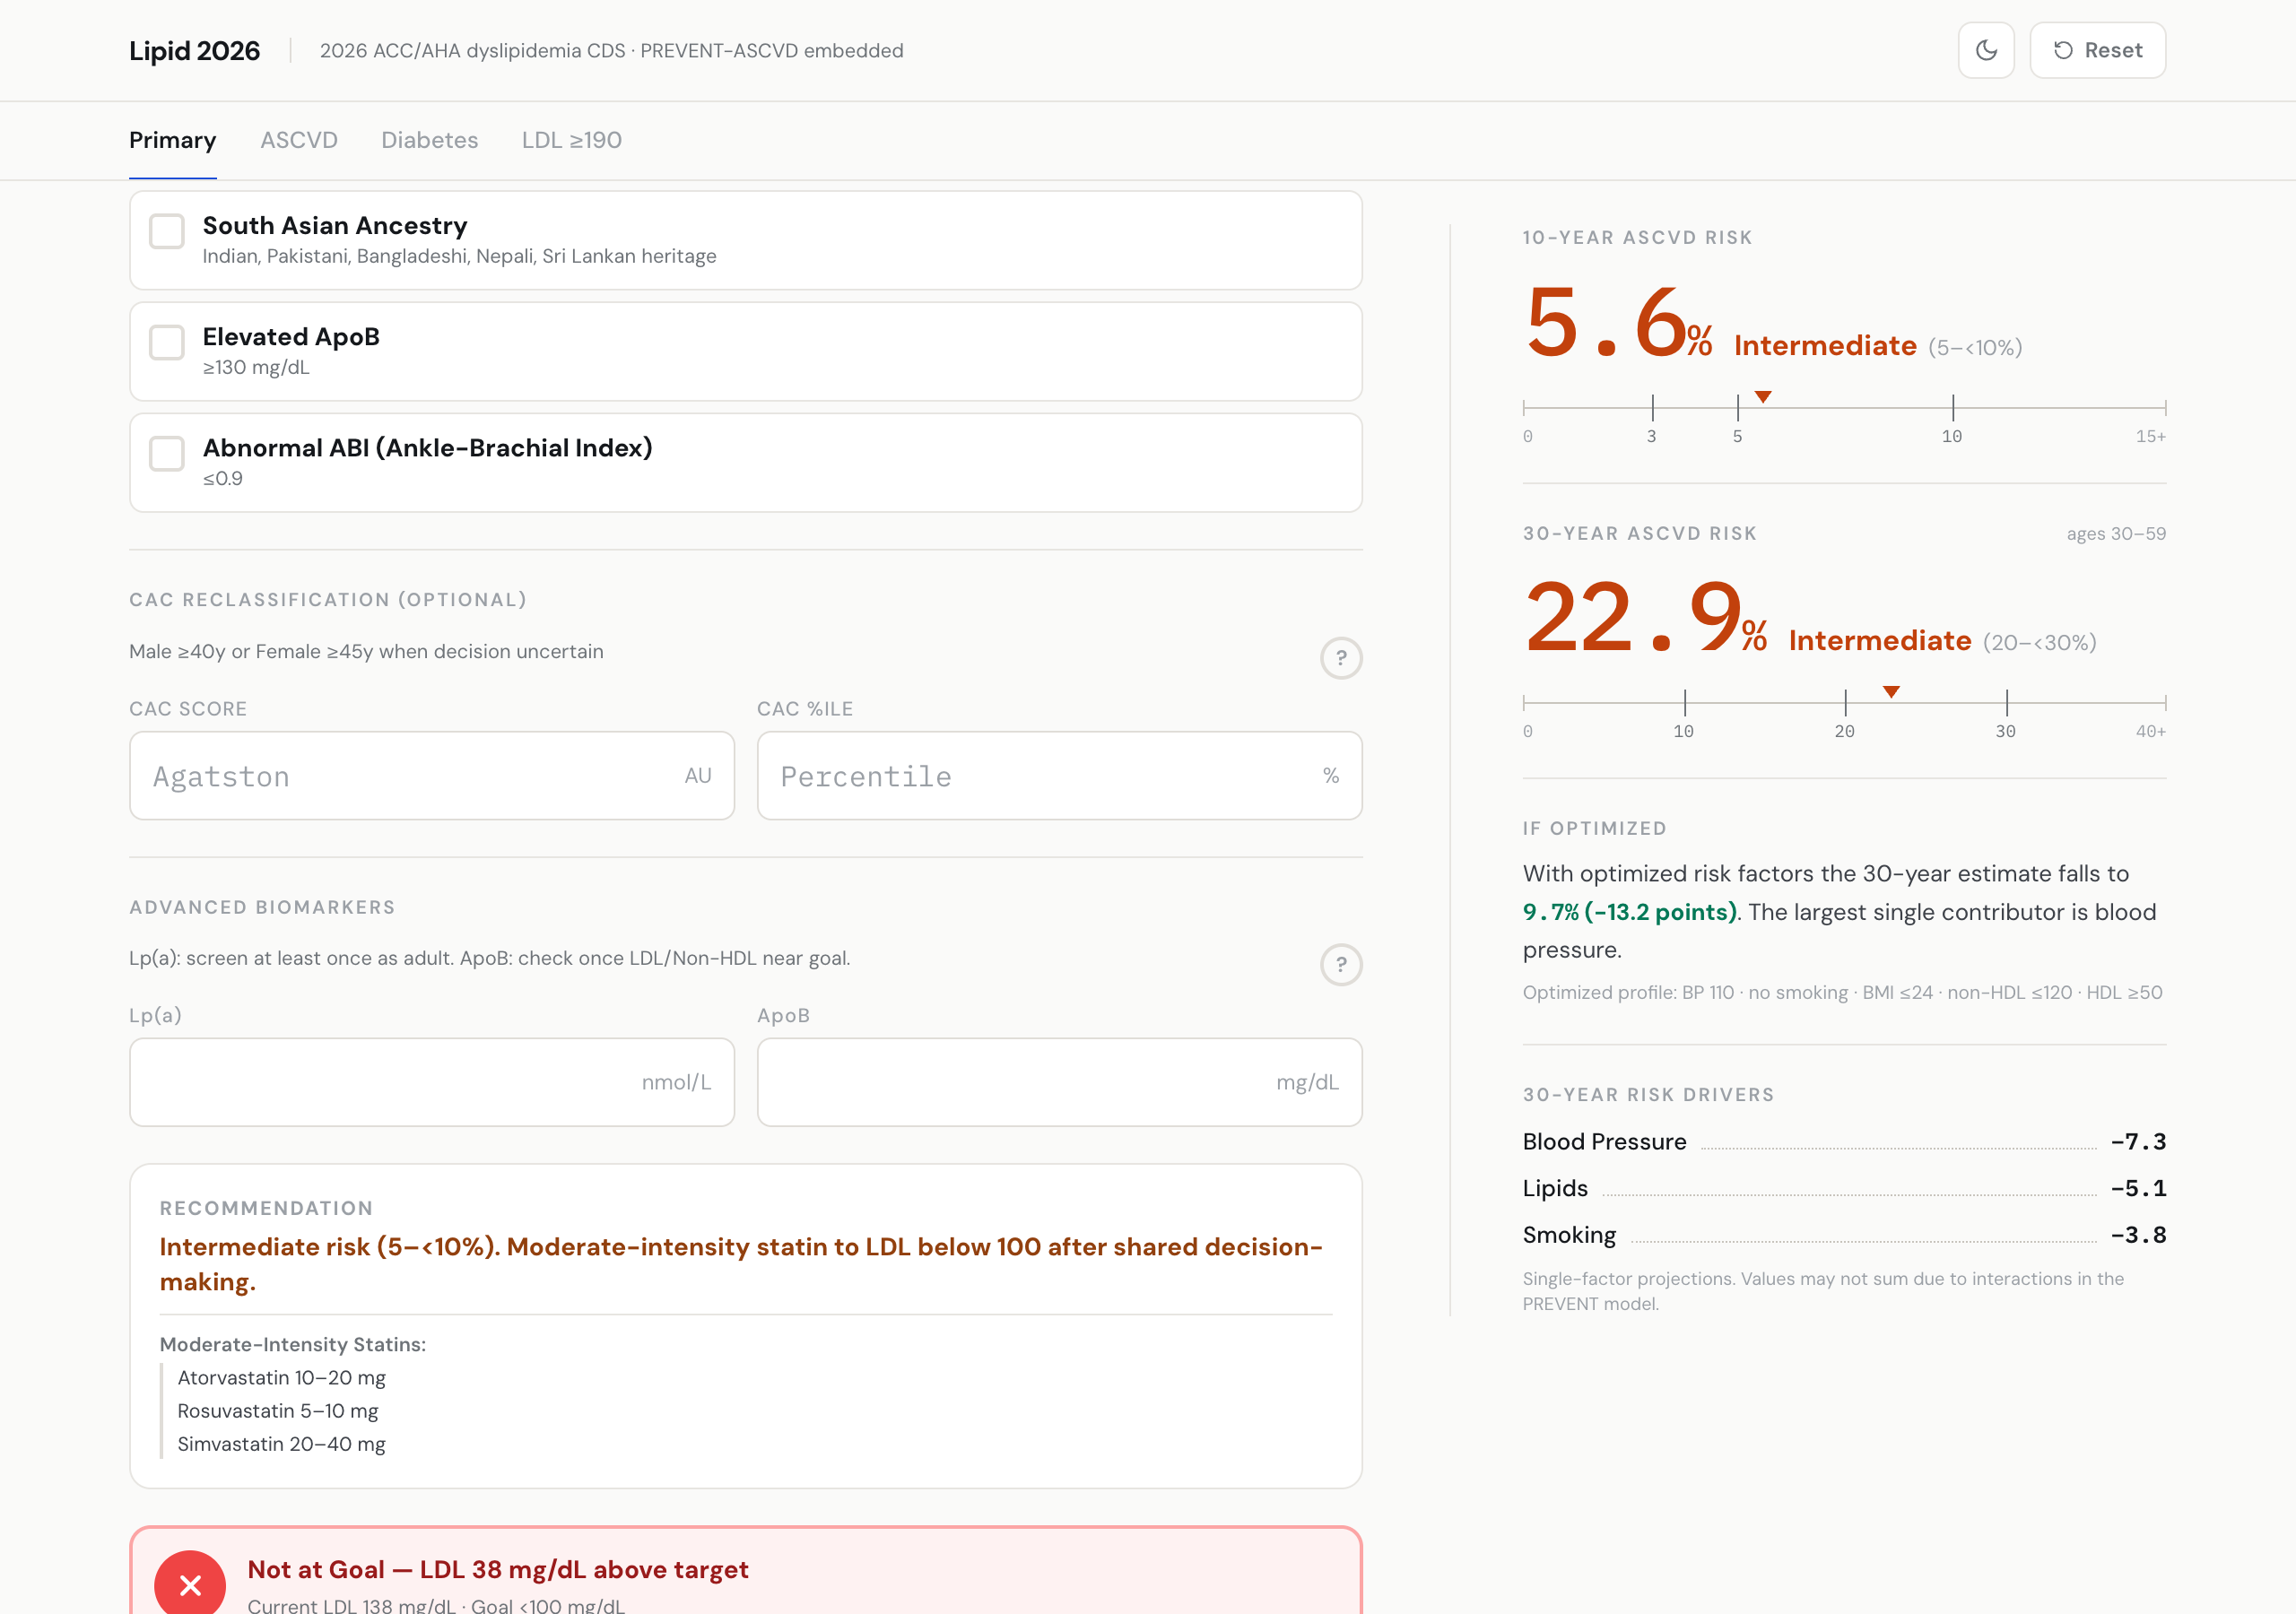 Lipid 2026
2026 ACC/AHA dyslipidemia CDS · PREVENT-ASCVD embedded
Reset
Primary
ASCVD
Diabetes
LDL ≥190
South Asian Ancestry
Indian, Pakistani, Bangladeshi, Nepali, Sri Lankan heritage
Elevated ApoB
≥130 mg/dL
Abnormal ABI (Ankle-Brachial Index)
≤0.9
CAC RECLASSIFICATION (OPTIONAL)
Male ≥40y or Female ≥45y when decision uncertain
?
CAC SCORE
CAC %ILE
Agatston
AU
Percentile
%
ADVANCED BIOMARKERS
Lp(a): screen at least once as adult. ApoB: check once LDL/Non-HDL near goal.
?
Lp(a)
ApoB
nmol/L
mg/dL
RECOMMENDATION
Intermediate risk (5–<10%). Moderate-intensity statin to LDL below 100 after shared decision-
making.
Moderate-Intensity Statins:
Atorvastatin 10–20 mg
Rosuvastatin 5–10 mg
Simvastatin 20–40 mg
Not at Goal — LDL 38 mg/dL above target
Current LDL 138 mg/dL · Goal <100 mg/dL
10-YEAR ASCVD RISK
5.6% Intermediate (5–<10%)
0 3 5 10 15+
30-YEAR ASCVD RISK
ages 30–59
22.9% Intermediate (20–<30%)
0 10 20 30 40+
IF OPTIMIZED
With optimized risk factors the 30-year estimate falls to
9.7% (-13.2 points). The largest single contributor is blood
pressure.
Optimized profile: BP 110 · no smoking · BMI ≤24 · non-HDL ≤120 · HDL ≥50
30-YEAR RISK DRIVERS
Blood Pressure −7.3
Lipids −5.1
Smoking −3.8
Single-factor projections. Values may not sum due to interactions in the
PREVENT model.